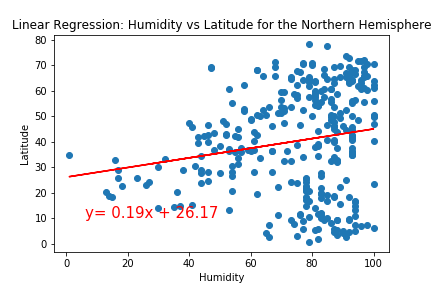 Linear Regression: Humidity vs Latitude for the Northern Hemisphere
80
70
60
50
40
30
20
10
0
Latitude
y= 0.19x + 26.17
0 20 40 60 80 100
Humidity